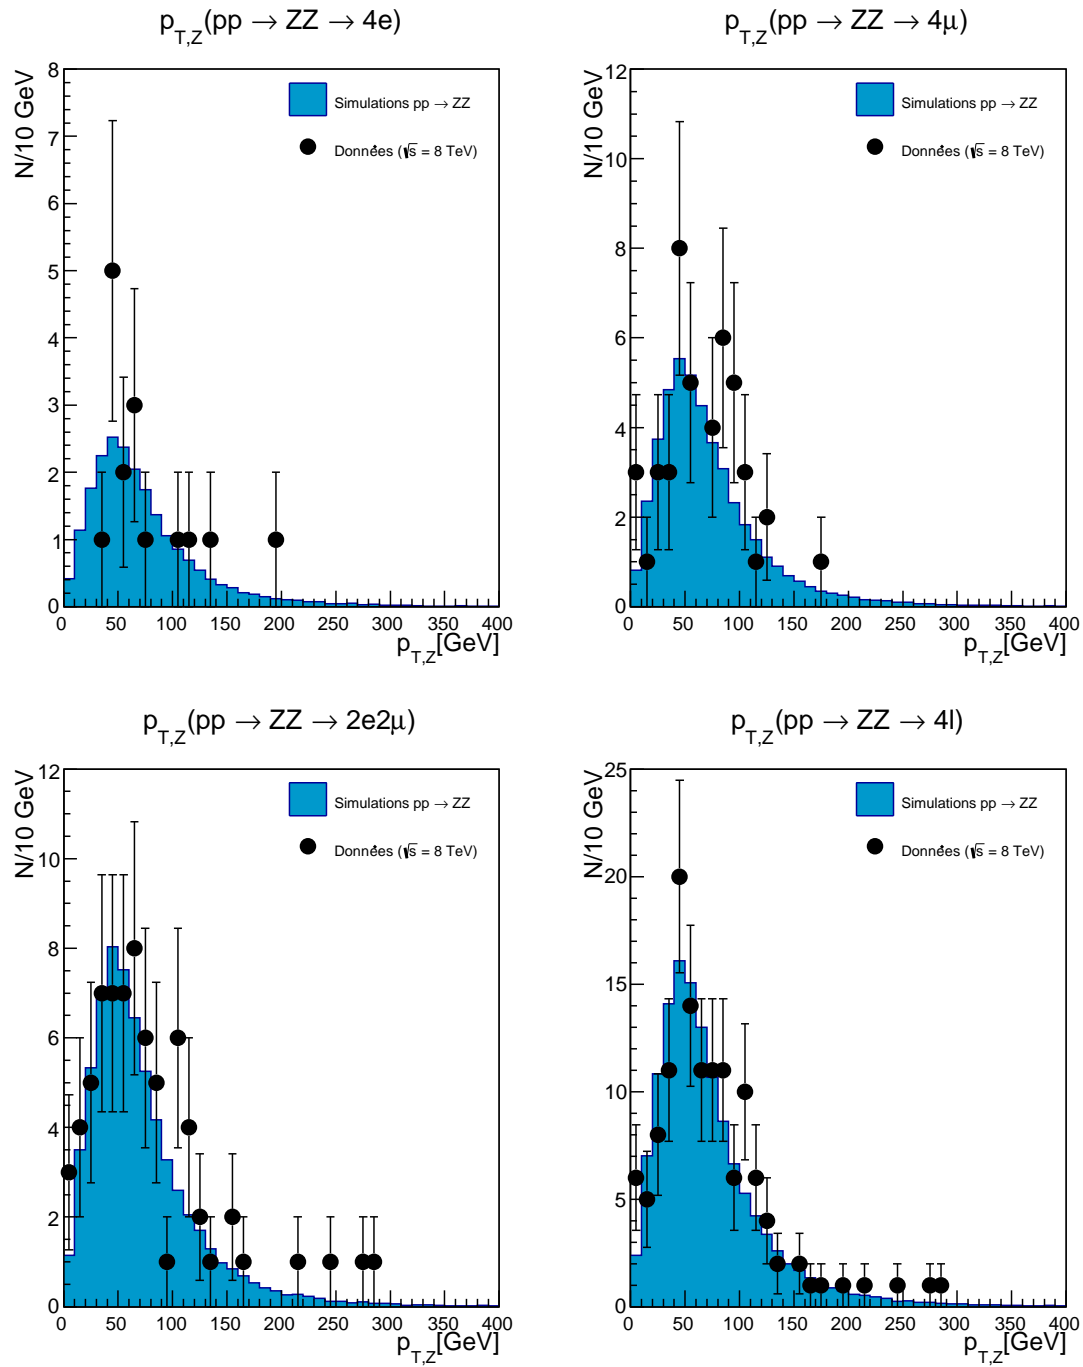 p_T,Z(pp → ZZ → 4e)
N/10 GeV
8
7
6
5
4
3
2
1
0
Simulations pp → ZZ
Données (√s = 8 TeV)
0 50 100 150 200 250 300 350 400
p_T,Z[GeV]
p_T,Z(pp → ZZ → 4μ)
N/10 GeV
12
10
8
6
4
2
0
Simulations pp → ZZ
Données (√s = 8 TeV)
0 50 100 150 200 250 300 350 400
p_T,Z[GeV]
p_T,Z(pp → ZZ → 2e2μ)
N/10 GeV
12
10
8
6
4
2
0
Simulations pp → ZZ
Données (√s = 8 TeV)
0 50 100 150 200 250 300 350 400
p_T,Z[GeV]
p_T,Z(pp → ZZ → 4l)
N/10 GeV
25
20
15
10
5
0
Simulations pp → ZZ
Données (√s = 8 TeV)
0 50 100 150 200 250 300 350 400
p_T,Z[GeV]